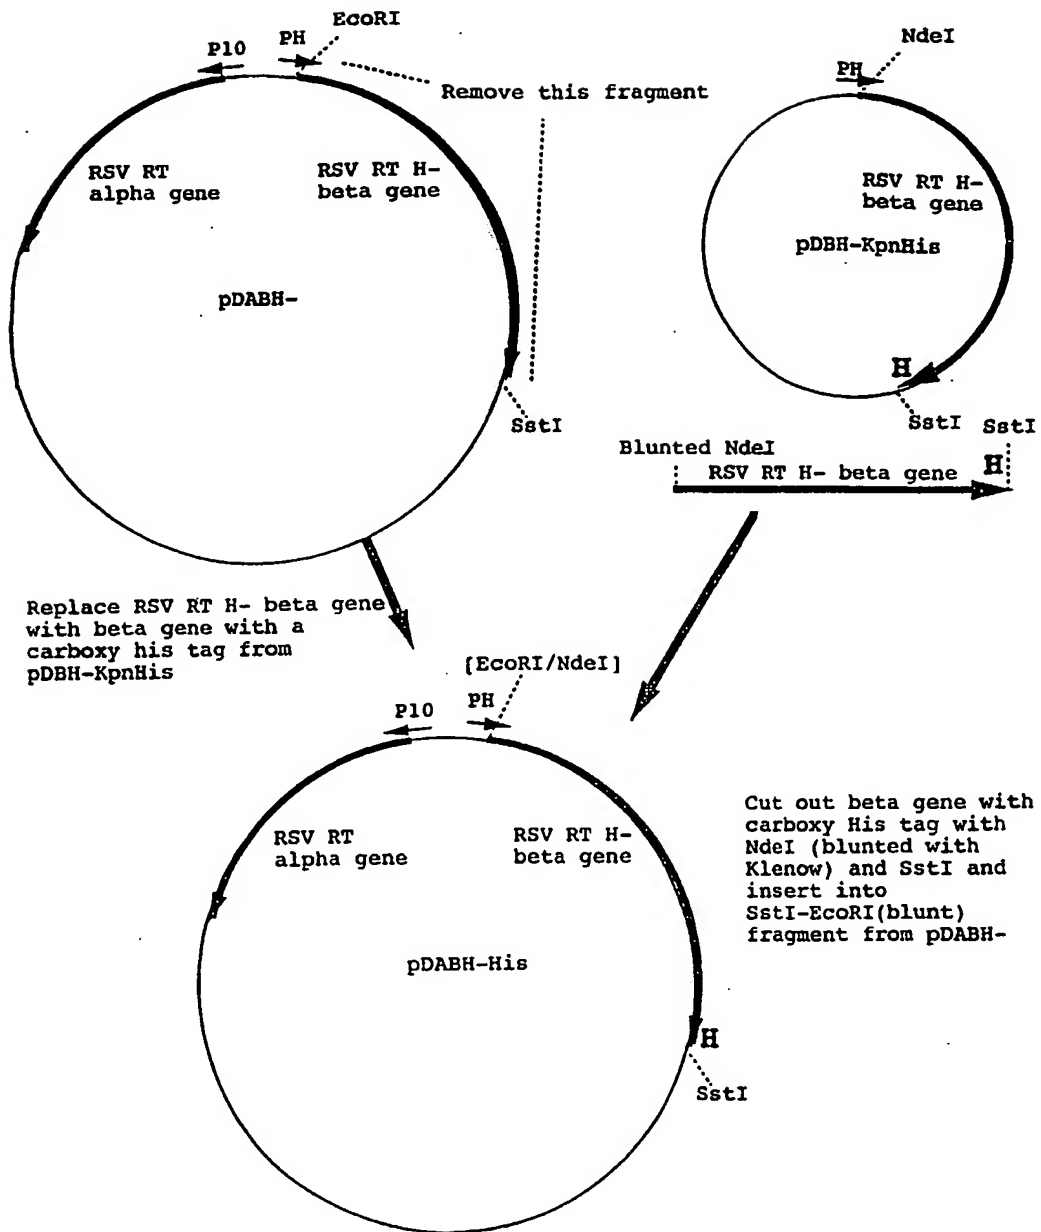 EcoRI
P10
PH
Remove this fragment
RSV RT
alpha gene
RSV RT H-
beta gene
pDABH-
SstI
NdeI
PH
RSV RT H-
beta gene
pDBH-KpnHis
H
SstI
SstI
Blunted NdeI
RSV RT H- beta gene
H
Replace RSV RT H- beta gene
with beta gene with a
carboxy his tag from
pDBH-KpnHis
[EcoRI/NdeI]
P10
PH
RSV RT
alpha gene
RSV RT H-
beta gene
pDABH-His
H
SstI
Cut out beta gene with
carboxy His tag with
NdeI (blunted with
Klenow) and SstI and
insert into
SstI-EcoRI(blunt)
fragment from pDABH-